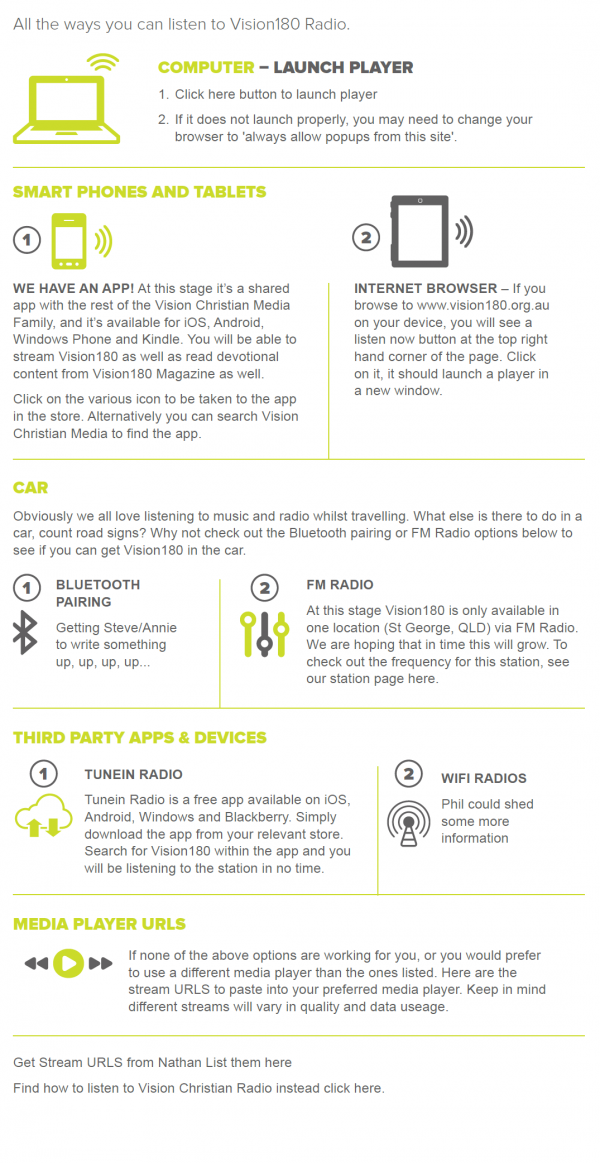 All the ways you can listen to Vision180 Radio.
COMPUTER – LAUNCH PLAYER
1. Click here button to launch player
2. If it does not launch properly, you may need to change your
browser to 'always allow popups from this site'.
SMART PHONES AND TABLETS
1
WE HAVE AN APP! At this stage it's a shared
app with the rest of the Vision Christian Media
Family, and it's available for iOS, Android,
Windows Phone and Kindle. You will be able to
stream Vision180 as well as read devotional
content from Vision180 Magazine as well.
Click on the various icon to be taken to the app
in the store. Alternatively you can search Vision
Christian Media to find the app.
2
INTERNET BROWSER – If you
browse to www.vision180.org.au
on your device, you will see a
listen now button at the top right
hand corner of the page. Click
on it, it should launch a player in
a new window.
CAR
Obviously we all love listening to music and radio whilst travelling. What else is there to do in a
car, count road signs? Why not check out the Bluetooth pairing or FM Radio options below to
see if you can get Vision180 in the car.
1
BLUETOOTH
PAIRING
Getting Steve/Annie
to write something
up, up, up, up...
2
FM RADIO
At this stage Vision180 is only available in
one location (St George, QLD) via FM Radio.
We are hoping that in time this will grow. To
check out the frequency for this station, see
our station page here.
THIRD PARTY APPS & DEVICES
1
TUNEIN RADIO
Tunein Radio is a free app available on iOS,
Android, Windows and Blackberry. Simply
download the app from your relevant store.
Search for Vision180 within the app and you
will be listening to the station in no time.
2
WIFI RADIOS
Phil could shed
some more
information
MEDIA PLAYER URLS
If none of the above options are working for you, or you would prefer
to use a different media player than the ones listed. Here are the
stream URLS to paste into your preferred media player. Keep in mind
different streams will vary in quality and data useage.
Get Stream URLS from Nathan List them here
Find how to listen to Vision Christian Radio instead click here.